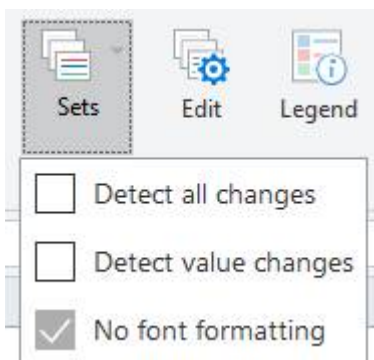 Sets Edit Legend
Detect all changes
Detect value changes
No font formatting